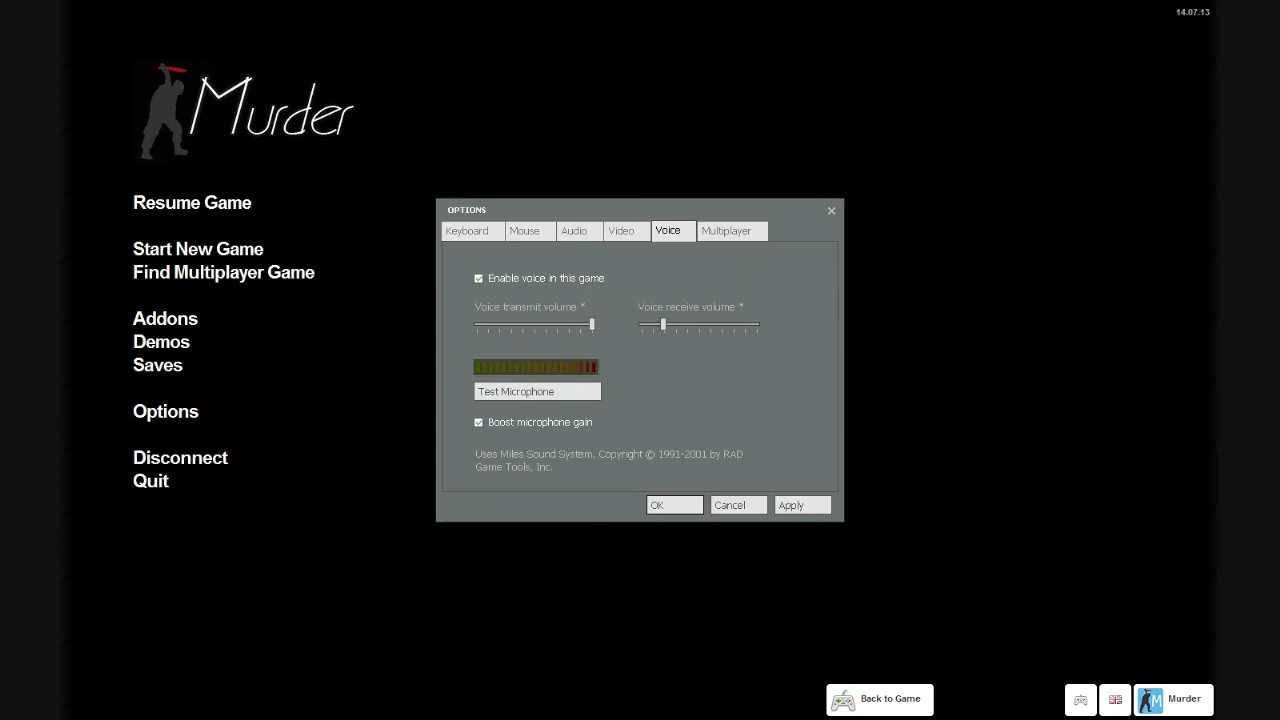 14.07.13
Murder
Resume Game
Start New Game
Find Multiplayer Game
Addons
Demos
Saves
Options
Disconnect
Quit
OPTIONS
Keyboard Mouse Audio Video Voice Multiplayer
Enable voice in this game
Voice transmit volume * Voice receive volume *
Test Microphone
Boost microphone gain
Uses Miles Sound System. Copyright © 1991-2001 by RAD
Game Tools, Inc.
OK Cancel Apply
Back to Game
M Murder